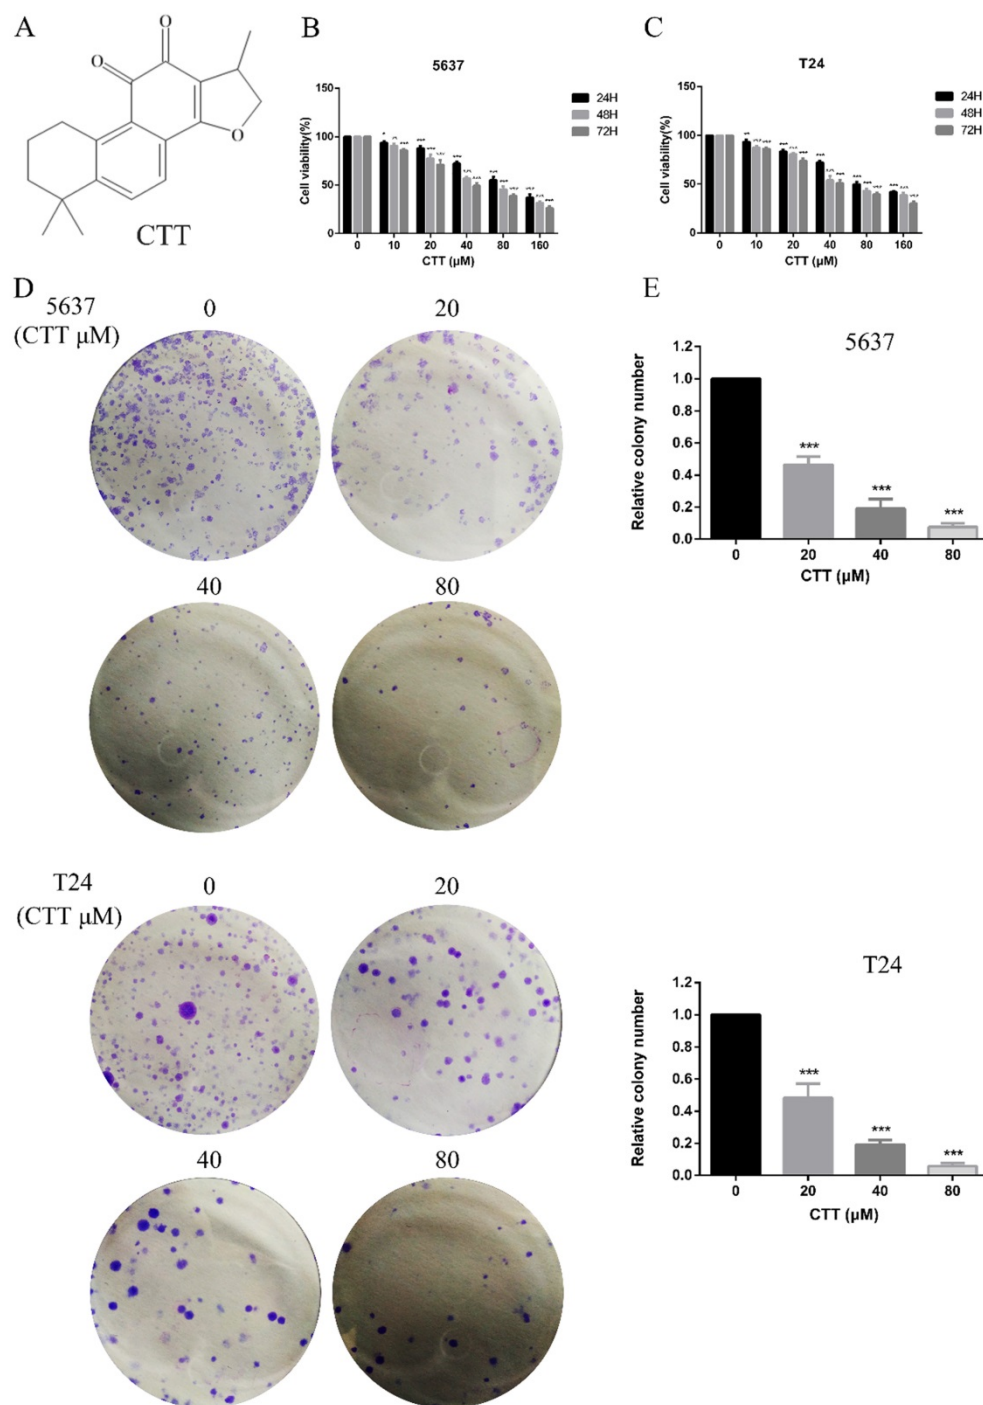 A
O
O
O
CTT
B
5637
Cell viability(%)
150
100
50
0
0 10 20 40 80 160
CTT (μM)
24H
48H
72H
C
T24
Cell viability(%)
150
100
50
0
0 10 20 40 80 160
CTT (μM)
24H
48H
72H
D
5637
(CTT μM)
0
20
40
80
T24
(CTT μM)
0
20
40
80
E
5637
Relative colony number
1.2
1.0
0.8
0.6
0.4
0.2
0.0
***
***
***
0 20 40 80
CTT (μM)
T24
Relative colony number
1.2
1.0
0.8
0.6
0.4
0.2
0.0
***
***
***
0 20 40 80
CTT (μM)